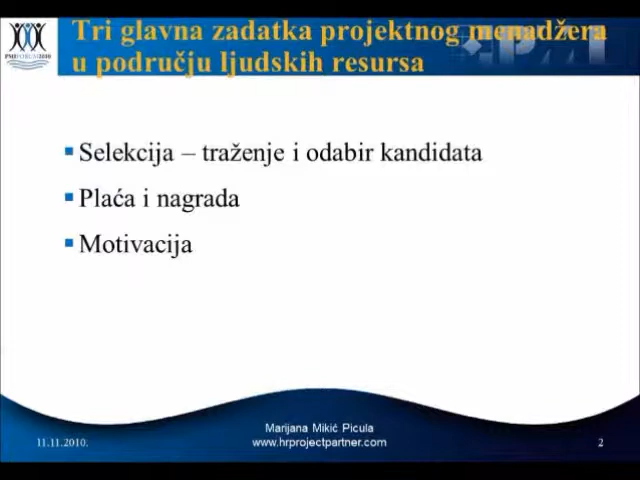 Tri glavna zadatka projektnog menadžera
u području ljudskih resursa
Selekcija – traženje i odabir kandidata
Plaća i nagrada
Motivacija
11.11.2010.
Marijana Mikić Picula
www.hrprojectpartner.com
2